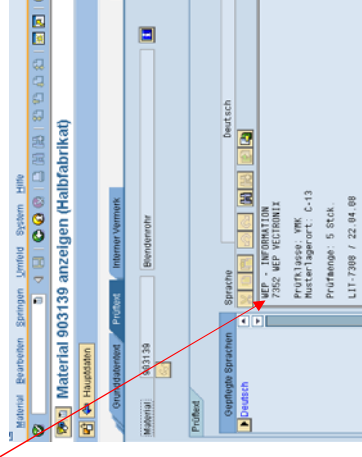 Material Bearbeiten Springen Umfeld System Hilfe
Material 903139 anzeigen (Halbfabrikat)
Hauptdaten
Grunddatentext Prüftext Interner Vermerk
Material 903139 Blendenrohr
Prüftext
Gepflegte Sprachen
Deutsch
Sprache Deutsch
WEP - INFORMATION
7352 WEP VECTRONIX
Prüfklasse: VMK
Musterlagerort: C-13
Prüfmenge: 5 Stck.
LIT-7308 / 22.04.08